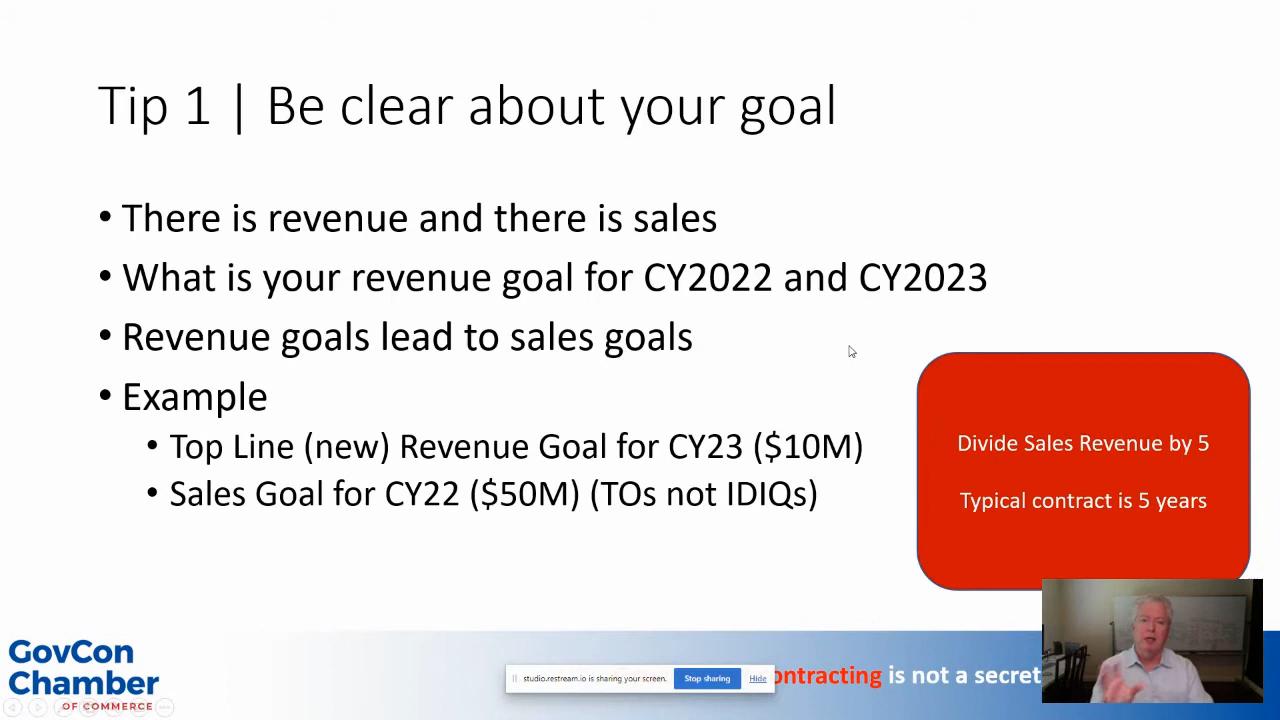 Tip 1 | Be clear about your goal
• There is revenue and there is sales
• What is your revenue goal for CY2022 and CY2023
• Revenue goals lead to sales goals
• Example
• Top Line (new) Revenue Goal for CY23 ($10M)
• Sales Goal for CY22 ($50M) (TOs not IDIQs)
Divide Sales Revenue by 5
Typical contract is 5 years
GovCon
Chamber
OF COMMERCE
studio.restream.io is sharing your screen.
Stop sharing
Hide
ontracting is not a secret